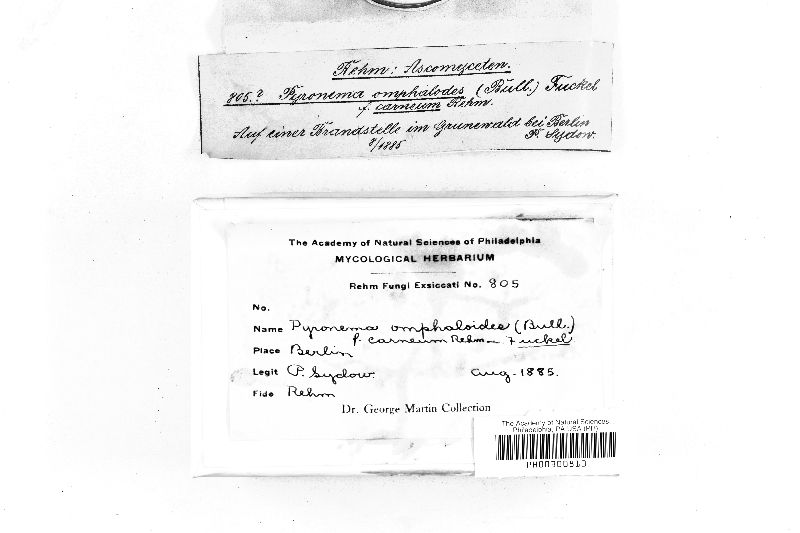 Rehm: Ascomyceten.
805.? Pyronema omphalodes (Bull.) Fuckel
f. carneum Rehm.
Auf einer Brandstelle im Grunewald bei Berlin
8/1885 P. Sydow.
The Academy of Natural Sciences of Philadelphia
MYCOLOGICAL HERBARIUM
Rehm Fungi Exsiccati No. 805
No.
Name Pyronema omphaloides (Bull.)
f. carneum Rehm Fuckel
Place Berlin
Legit P. Sydow. Aug. 1885.
Fide Rehm
Dr. George Martin Collection
The Academy of Natural Sciences
Philadelphia, PA USA (PH)